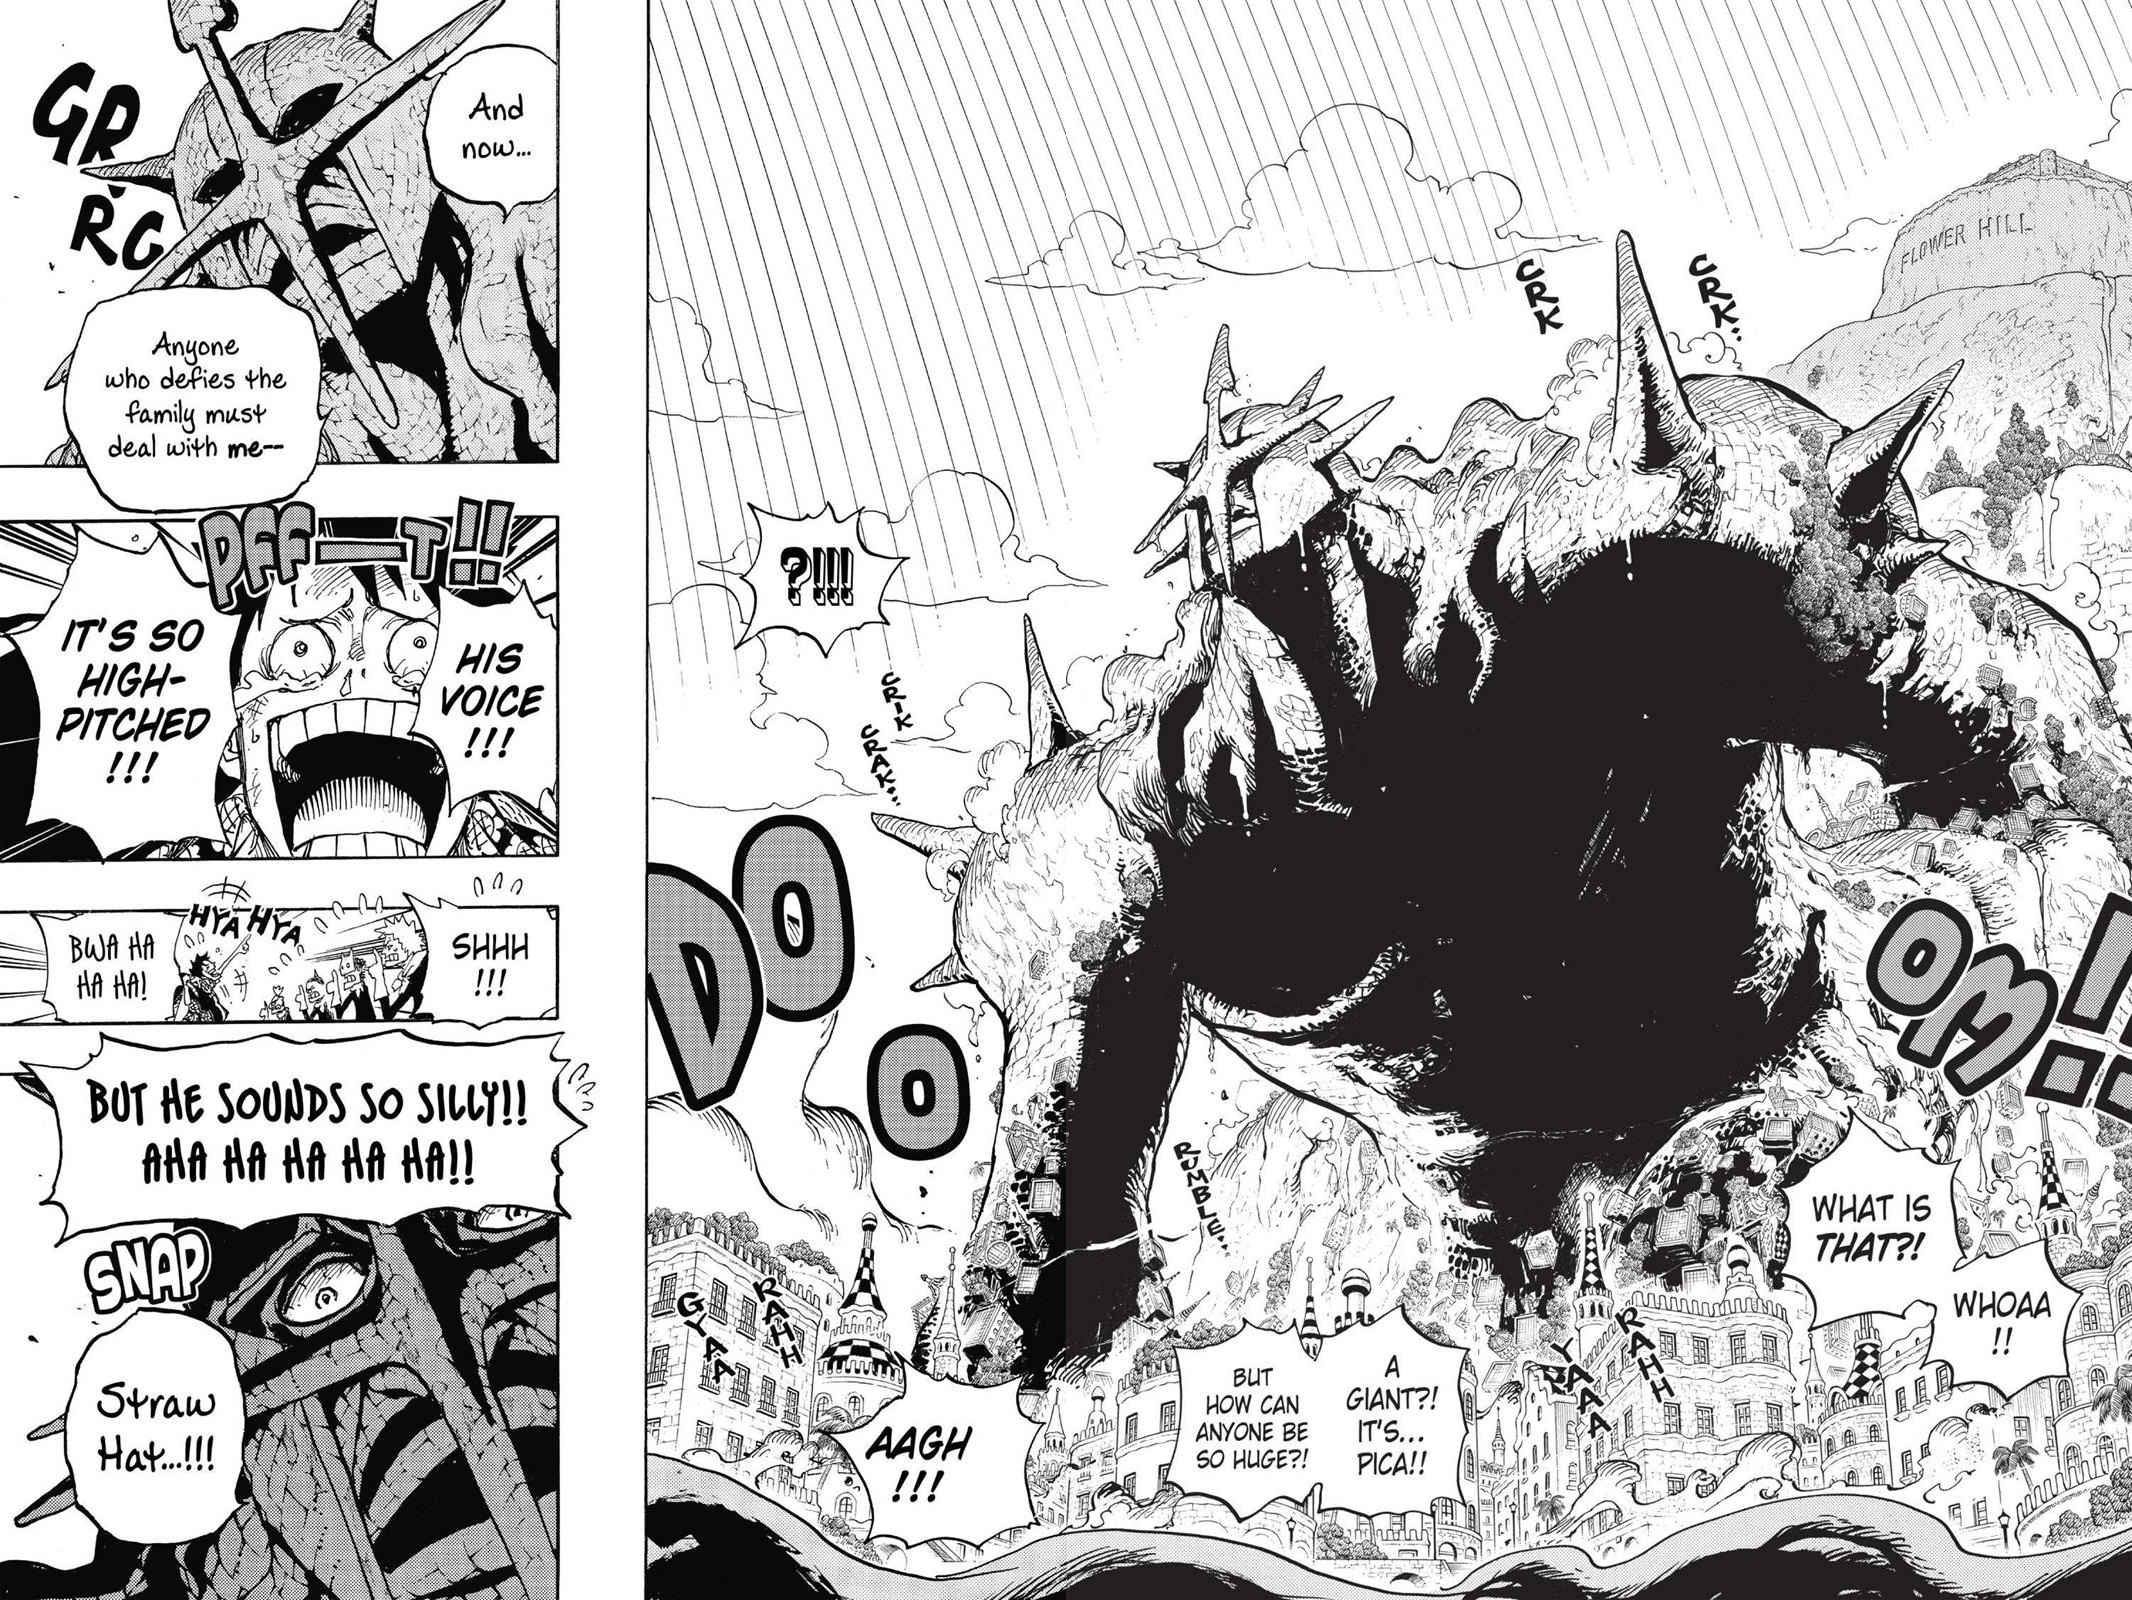 FLOWER HILL
CRK
CRK..
?!!!
CRIK
CRAK...
DOOOOM!!
RUMBLE..
WHAT IS
THAT?!
WHOAA
!!
RAHH
YAAA
A
GIANT?!
IT'S...
PICA!!
BUT
HOW CAN
ANYONE BE
SO HUGE?!
AAGH
!!!
RAHH
GYAA
And
now...
GR
RG
Anyone
who defies the
family must
deal with me--
PFF—T!!
HIS
VOICE
!!!
IT'S SO
HIGH-
PITCHED
!!!
SHHH
!!!
HYA HYA
BWA HA
HA HA!
BUT HE SOUNDS SO SILLY!!
AHA HA HA HA HA!!
SNAP
Straw
Hat...!!!